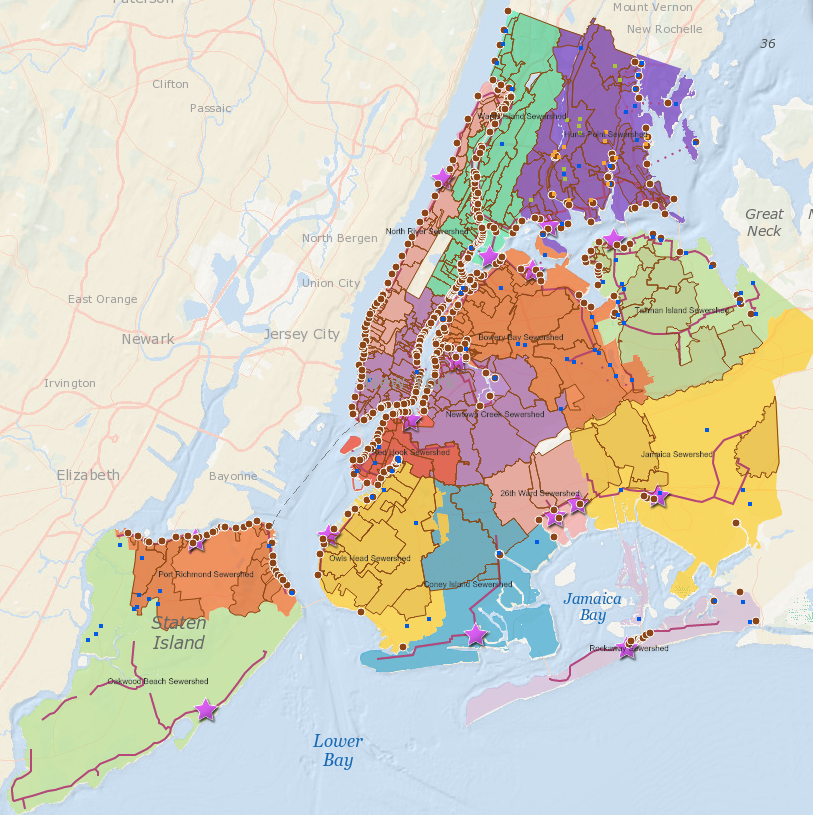 Mount Vernon
New Rochelle
36
Clifton
Passaic
Wards Island Sewershed
Hunts Point Sewershed
Great
Neck
North River Sewershed
North Bergen
Union City
East Orange
Tallman Island Sewershed
Newark
Jersey City
Bowery Bay Sewershed
Irvington
Newtown Creek Sewershed
Red Hook Sewershed
Jamaica Sewershed
Elizabeth
Bayonne
26th Ward Sewershed
Owls Head Sewershed
Port Richmond Sewershed
Coney Island Sewershed
Jamaica
Bay
Staten
Island
Rockaway Sewershed
Oakwood Beach Sewershed
Lower
Bay